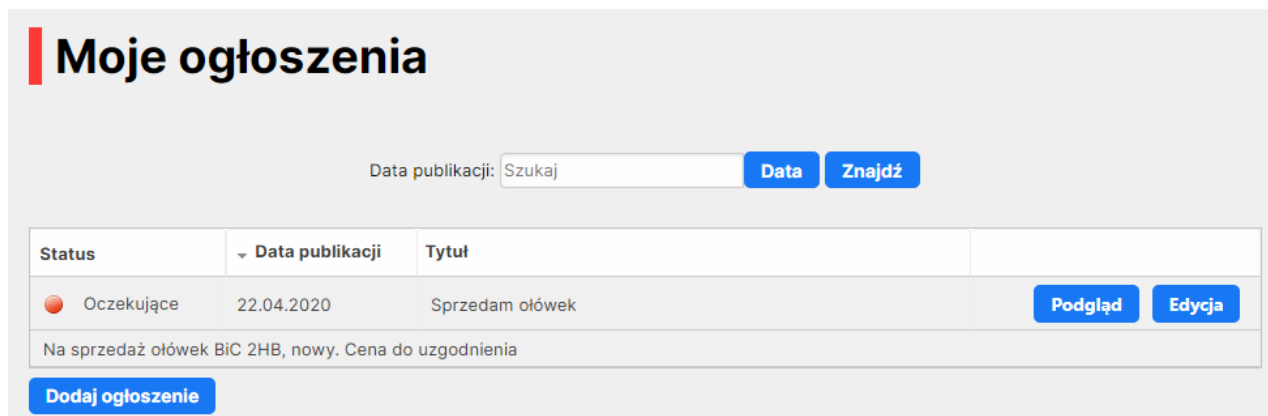 Moje ogłoszenia
Data publikacji: Szukaj Data Znajdź
Status Data publikacji Tytuł
Oczekujące 22.04.2020 Sprzedam ołówek Podgląd Edycja
Na sprzedaż ołówek BiC 2HB, nowy. Cena do uzgodnienia
Dodaj ogłoszenie